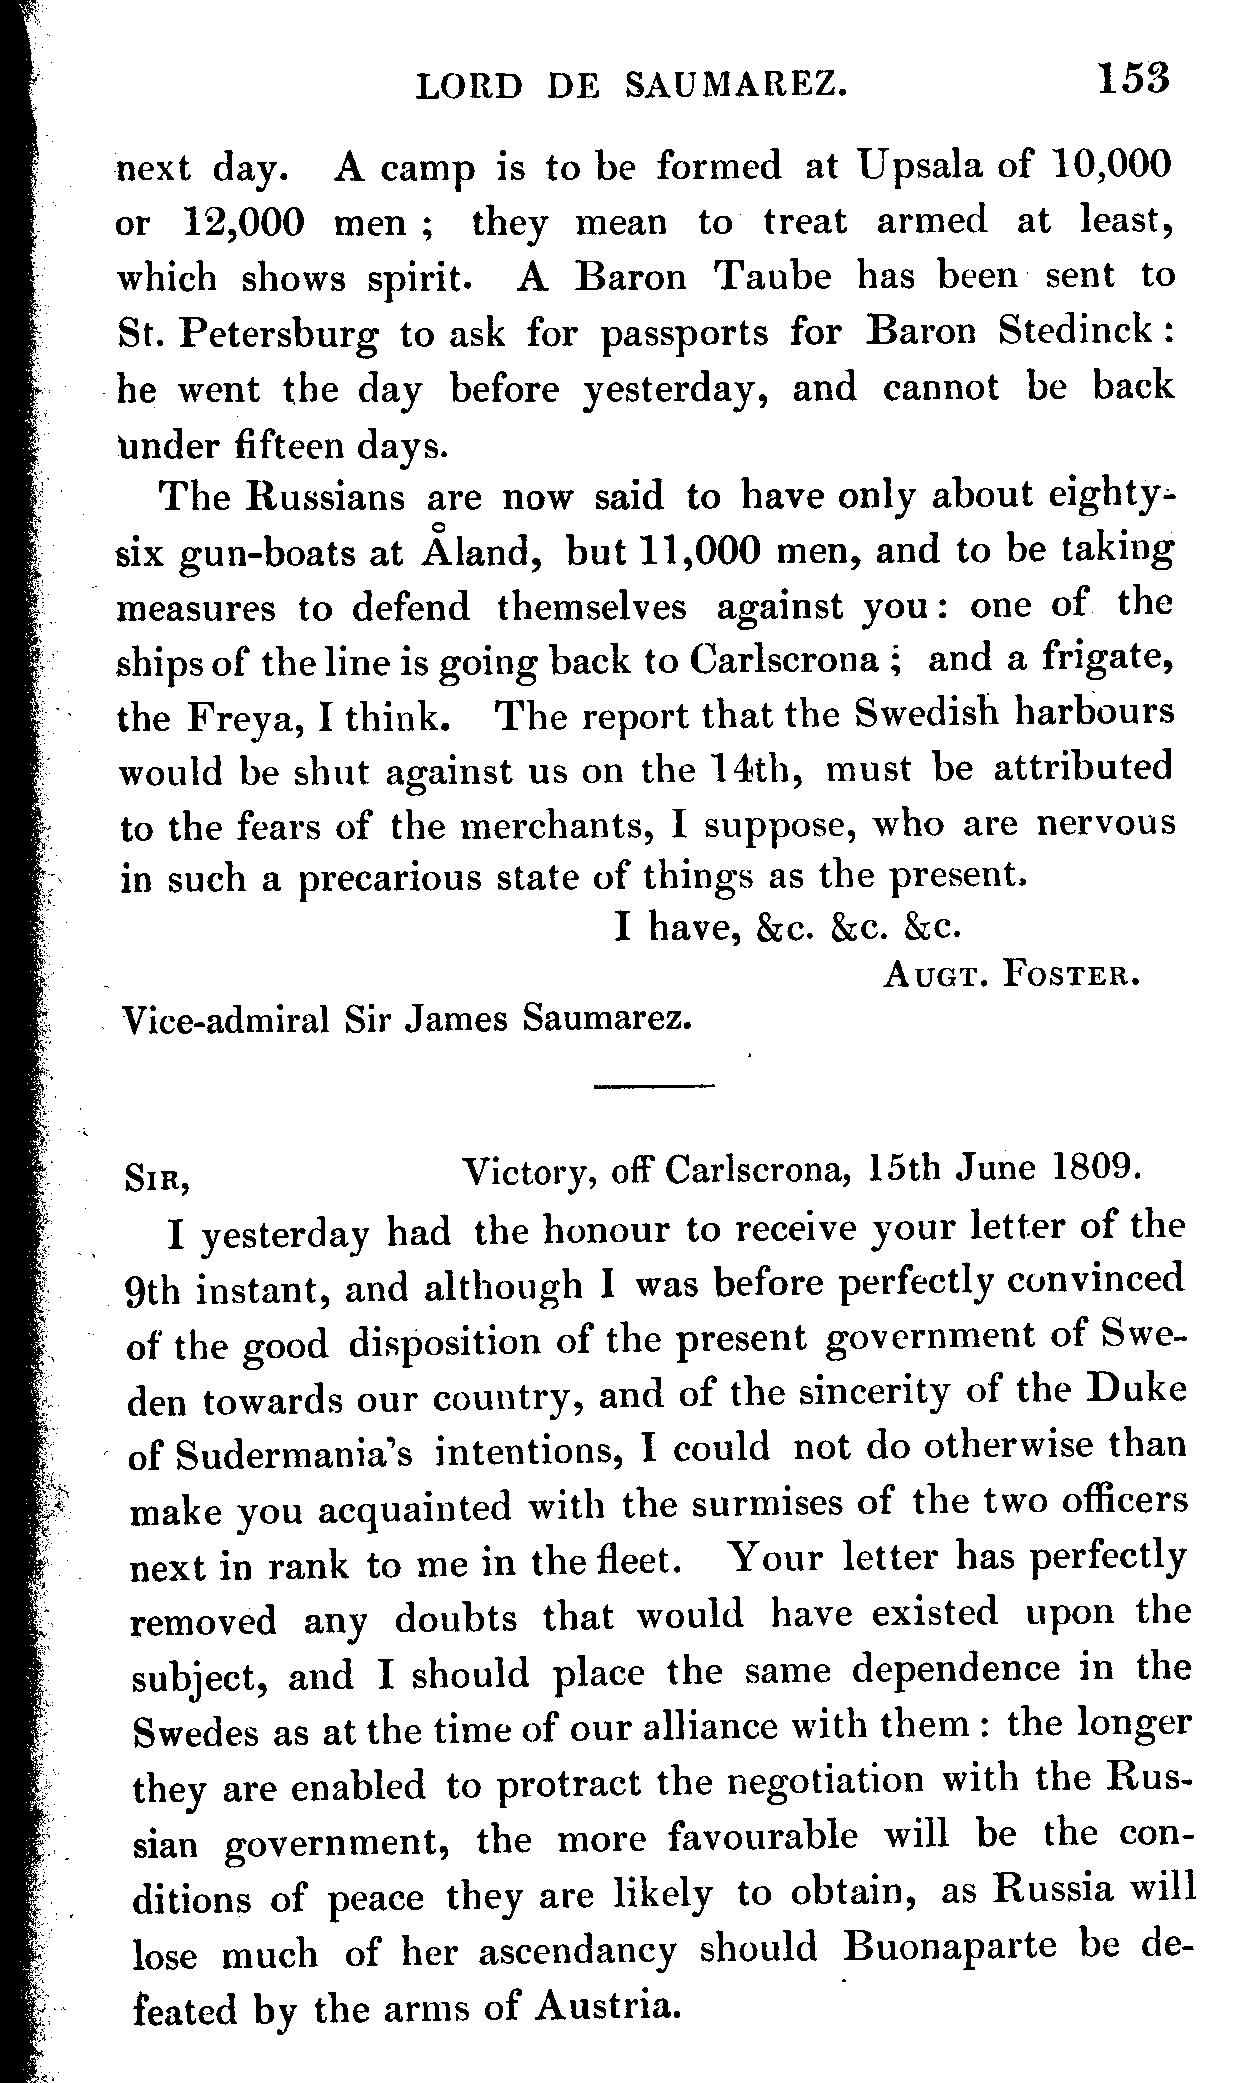 LORD DE SAUMAREZ. 153
next day. A camp is to be formed at Upsala of 10,000
or 12,000 men ; they mean to treat armed at least,
which shows spirit. A Baron Taube has been sent to
St. Petersburg to ask for passports for Baron Stedinck :
he went the day before yesterday, and cannot be back
under fifteen days.
The Russians are now said to have only about eighty-
six gun-boats at Åland, but 11,000 men, and to be taking
measures to defend themselves against you : one of the
ships of the line is going back to Carlscrona ; and a frigate,
the Freya, I think. The report that the Swedish harbours
would be shut against us on the 14th, must be attributed
to the fears of the merchants, I suppose, who are nervous
in such a precarious state of things as the present.
I have, &c. &c. &c.
AUGT. FOSTER.
Vice-admiral Sir James Saumarez.
SIR, Victory, off Carlscrona, 15th June 1809.
I yesterday had the honour to receive your letter of the
9th instant, and although I was before perfectly convinced
of the good disposition of the present government of Swe-
den towards our country, and of the sincerity of the Duke
of Sudermania's intentions, I could not do otherwise than
make you acquainted with the surmises of the two officers
next in rank to me in the fleet. Your letter has perfectly
removed any doubts that would have existed upon the
subject, and I should place the same dependence in the
Swedes as at the time of our alliance with them : the longer
they are enabled to protract the negotiation with the Rus-
sian government, the more favourable will be the con-
ditions of peace they are likely to obtain, as Russia will
lose much of her ascendancy should Buonaparte be de-
feated by the arms of Austria.